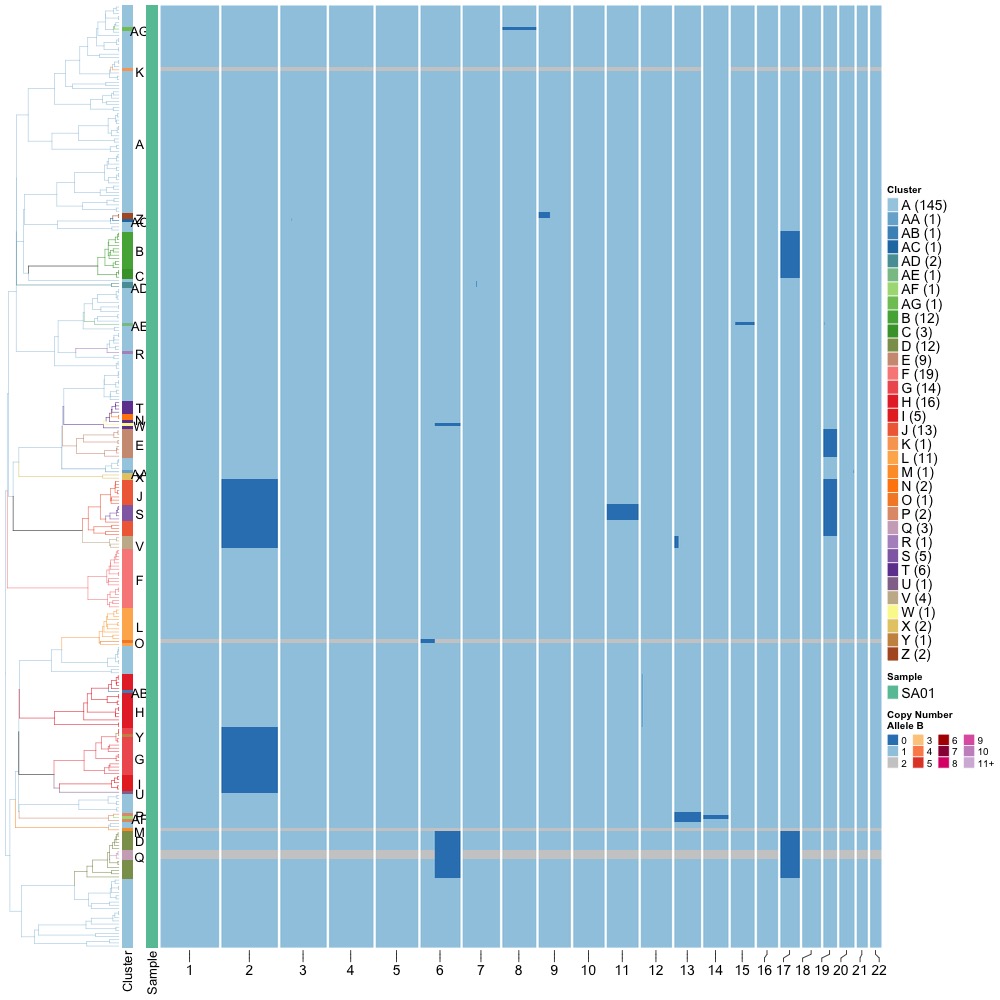 AG
K
A
Z
AC
B
C
AD
AE
R
T
N
W
E
AA
X
J
S
V
F
L
O
AB
H
Y
G
I
U
P
AF
M
D
Q
Cluster
Sample
1 2 3 4 5 6 7 8 9 10 11 12 13 14 15 16 17 18 19 20 21 22
Cluster
A (145)
AA (1)
AB (1)
AC (1)
AD (2)
AE (1)
AF (1)
AG (1)
B (12)
C (3)
D (12)
E (9)
F (19)
G (14)
H (16)
I (5)
J (13)
K (1)
L (11)
M (1)
N (2)
O (1)
P (2)
Q (3)
R (1)
S (5)
T (6)
U (1)
V (4)
W (1)
X (2)
Y (1)
Z (2)
Sample
SA01
Copy Number
Allele B
0 3 6 9
1 4 7 10
2 5 8 11+